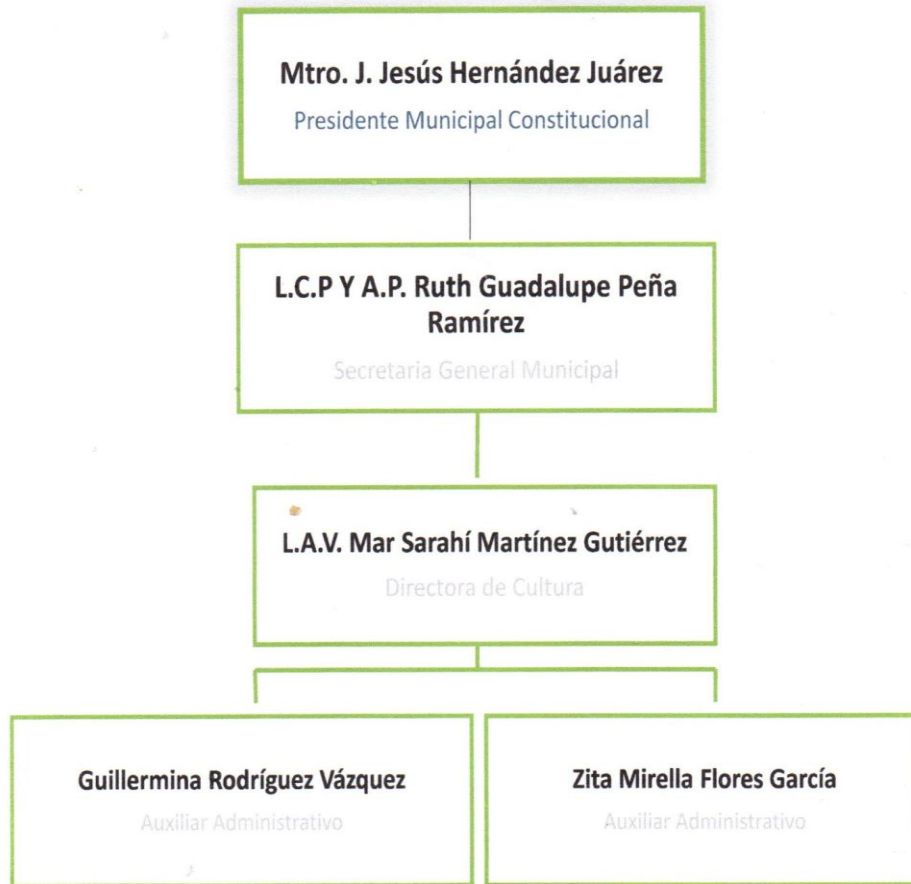 Mtro. J. Jesús Hernández Juárez
Presidente Municipal Constitucional
L.C.P Y A.P. Ruth Guadalupe Peña
Ramírez
Secretaria General Municipal
L.A.V. Mar Sarahí Martínez Gutiérrez
Directora de Cultura
Guillermina Rodríguez Vázquez
Auxiliar Administrativo
Zita Mirella Flores García
Auxiliar Administrativo